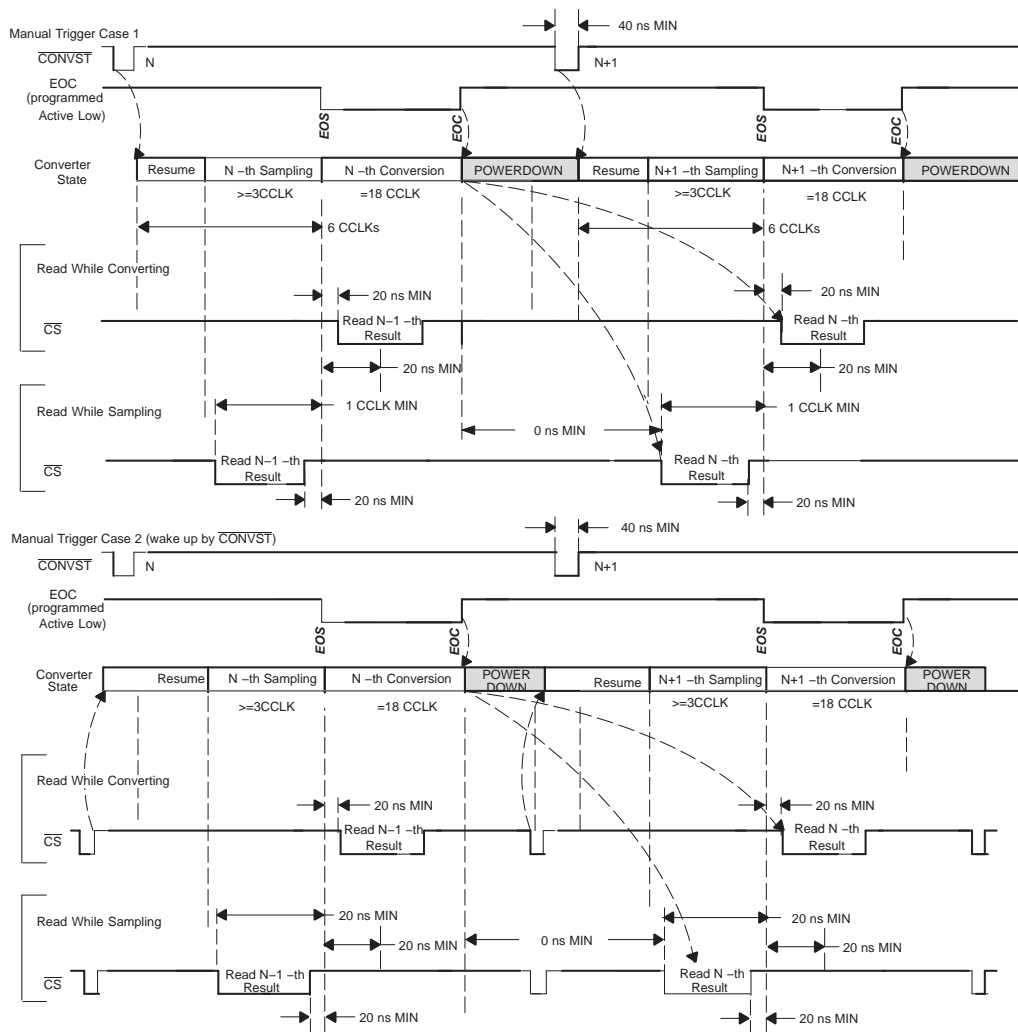 40 ns MIN
Manual Trigger Case 1
CONVST
N
N+1
EOC
(programmed
Active Low)
EOS
EOC
EOS
EOC
Converter
State
Resume
N −th Sampling
N −th Conversion
POWERDOWN
Resume
N+1 −th Sampling
N+1 −th Conversion
POWERDOWN
>=3CCLK
=18 CCLK
>=3CCLK
=18 CCLK
6 CCLKs
6 CCLKs
Read While Converting
20 ns MIN
20 ns MIN
CS
Read N−1 −th
Result
Read N −th
Result
20 ns MIN
20 ns MIN
Read While Sampling
1 CCLK MIN
1 CCLK MIN
0 ns MIN
CS
Read N−1 −th
Result
Read N −th
Result
20 ns MIN
20 ns MIN
40 ns MIN
Manual Trigger Case 2 (wake up by CONVST)
CONVST
N
N+1
EOC
(programmed
Active Low)
EOS
EOC
EOS
EOC
Converter
State
Resume
N −th Sampling
N −th Conversion
POWER
DOWN
Resume
N+1 −th Sampling
N+1 −th Conversion
POWER
DOWN
>=3CCLK
=18 CCLK
>=3CCLK
=18 CCLK
Read While Converting
20 ns MIN
20 ns MIN
CS
Read N−1 −th
Result
Read N −th
Result
Read While Sampling
20 ns MIN
20 ns MIN
20 ns MIN
0 ns MIN
20 ns MIN
CS
Read N−1 −th
Result
Read N −th
Result
20 ns MIN
20 ns MIN